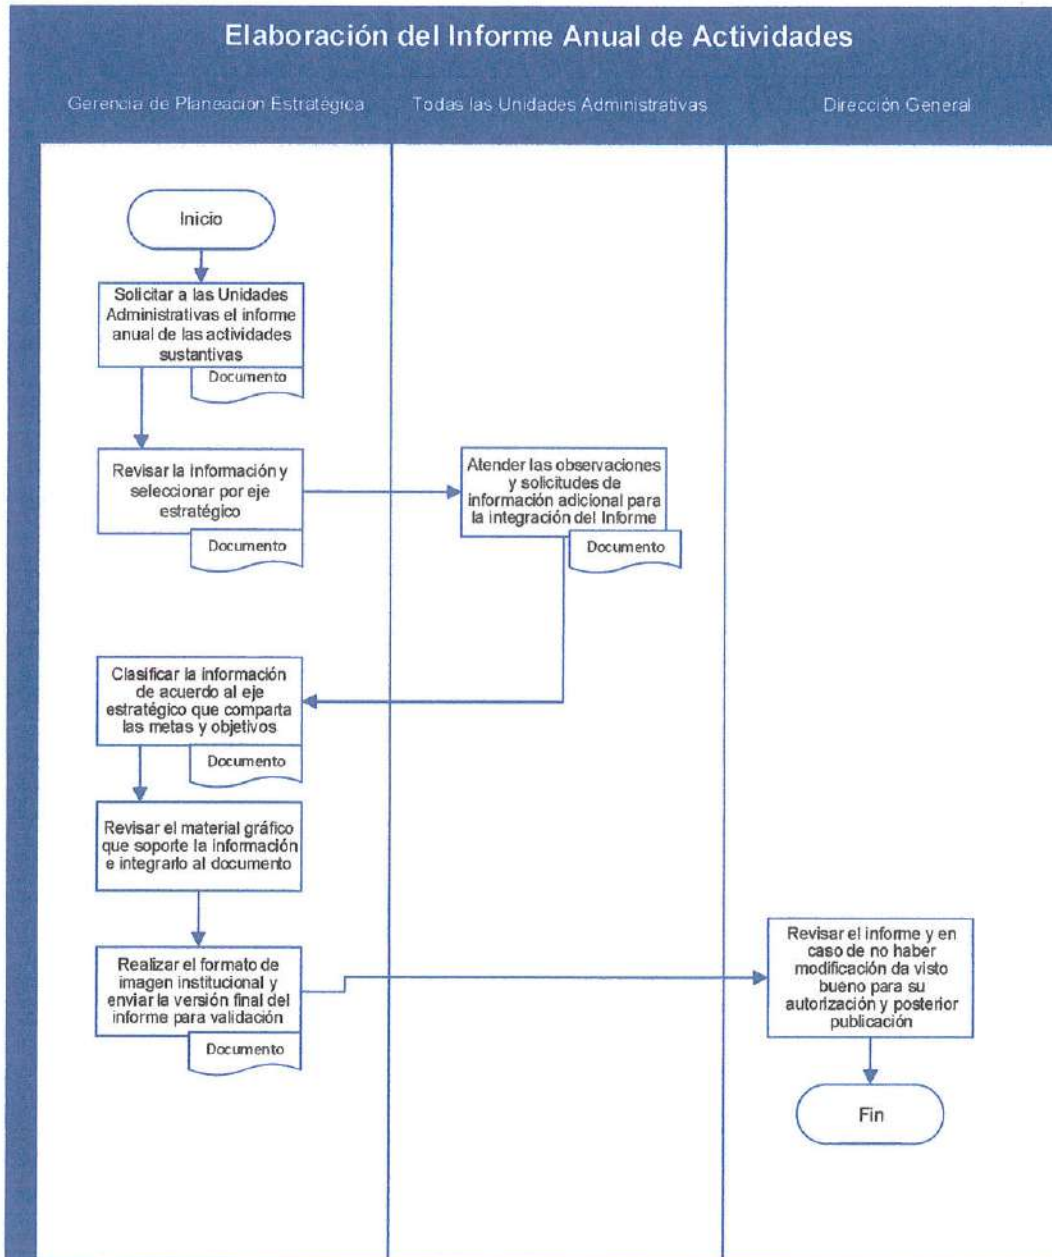 Elaboración del Informe Anual de Actividades
Gerencia de Planeación Estratégica
Todas las Unidades Administrativas
Dirección General
Inicio
Solicitar a las Unidades
Administrativas el informe
anual de las actividades
sustantivas
Documento
Revisar la información y
seleccionar por eje
estratégico
Documento
Atender las observaciones
y solicitudes de
información adicional para
la integración del Informe
Documento
Clasificar la información
de acuerdo al eje
estratégico que comparta
las metas y objetivos
Documento
Revisar el material gráfico
que soporte la información
e integrarlo al documento
Realizar el formato de
imagen institucional y
enviar la versión final del
informe para validación
Documento
Revisar el informe y en
caso de no haber
modificación da visto
bueno para su
autorización y posterior
publicación
Fin